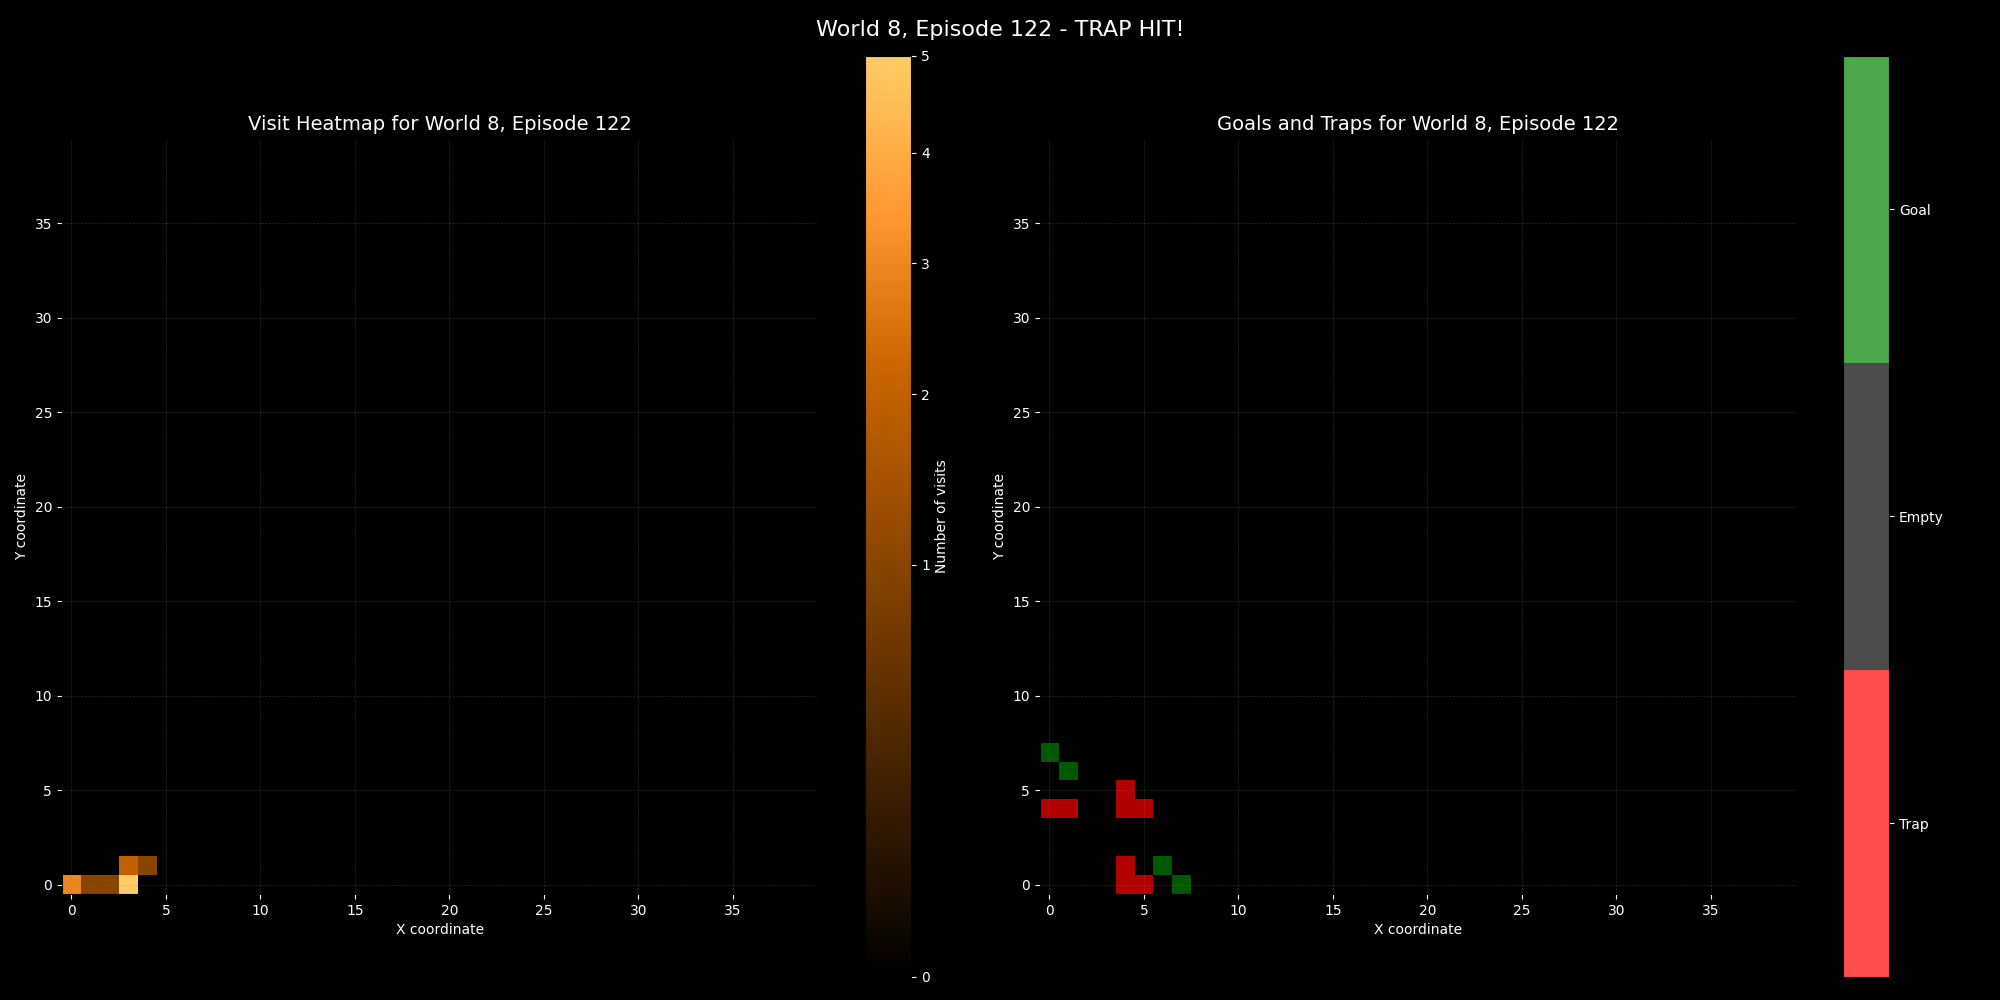 World 8, Episode 122 - TRAP HIT!
Visit Heatmap for World 8, Episode 122
35
30
25
20
15
10
5
0
Y coordinate
0 5 10 15 20 25 30 35
X coordinate
5
4
3
2
1
0
Number of visits
Goals and Traps for World 8, Episode 122
35
30
25
20
15
10
5
0
Y coordinate
0 5 10 15 20 25 30 35
X coordinate
Goal
Empty
Trap